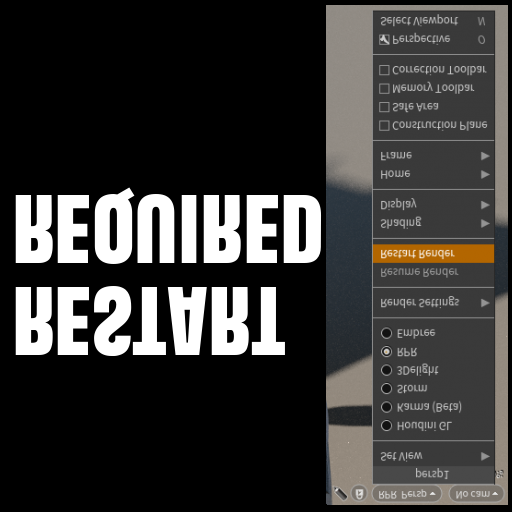 RESTART
REQUIRED
RPR Persp No cam
persp1
Set View
Houdini GL
Karma (Beta)
Storm
3Delight
RPR
Embree
Render Settings
Resume Render
Restart Render
Shading
Display
Home
Frame
Construction Plane
Safe Area
Memory Toolbar
Correction Toolbar
Perspective O
Select Viewport N